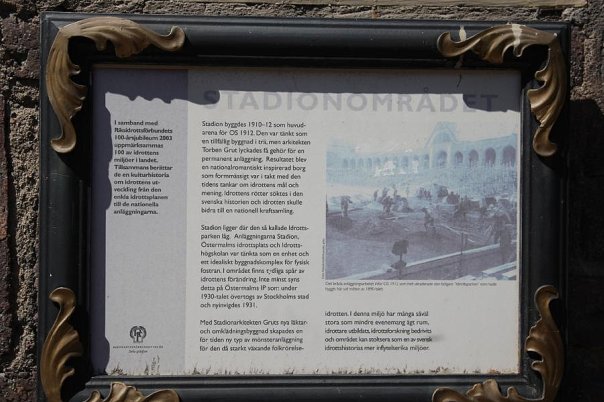 STADIONOMRÅDET
I samband med
Riksidrottsförbundets
100-årsjubileum 2003
uppmärksammas
100 av idrottens
miljöer i landet.
Tillsammans berättar
de en kulturhistoria
om idrottens ut-
veckling från den
enkla idrottsplanen
till de nationella
anläggningarna.
Stadion byggdes 1910–12 som huvud-
arena för OS 1912. Den var tänkt som
en tillfällig byggnad i trä, men arkitekten
Torben Grut lyckades få gehör för en
permanent anläggning. Resultatet blev
en nationalromantiskt inspirerad borg
som formmässigt var i takt med den
tidens tankar om idrottens mål och
mening. Idrottens rötter söktes i den
svenska historien och idrotten skulle
bidra till en nationell kraftsamling.
Stadion ligger där den så kallade Idrotts-
parken låg. Anläggningarna Stadion,
Östermalms idrottsplats och Idrotts-
högskolan var tänkta som en enhet och
ett idealiskt byggnadskomplex för fysisk
fostran. I området finns tydliga spår av
idrottens förändring. Inte minst syns
detta på Östermalms IP som under
1930-talet övertogs av Stockholms stad
och nyinvigdes 1931.
Med Stadionarkitekten Gruts nya läktar-
och omklädningsbyggnad skapades en
för tiden ny typ av mönsteranläggning
för den då starkt växande folkrörelse-
idrotten. I denna miljö har många såväl
stora som mindre evenemang ägt rum,
idrottare utbildats, idrottsforskning bedrivits
och området kan stoltsera som en av svensk
idrottshistorias mer inflytelserika miljöer.